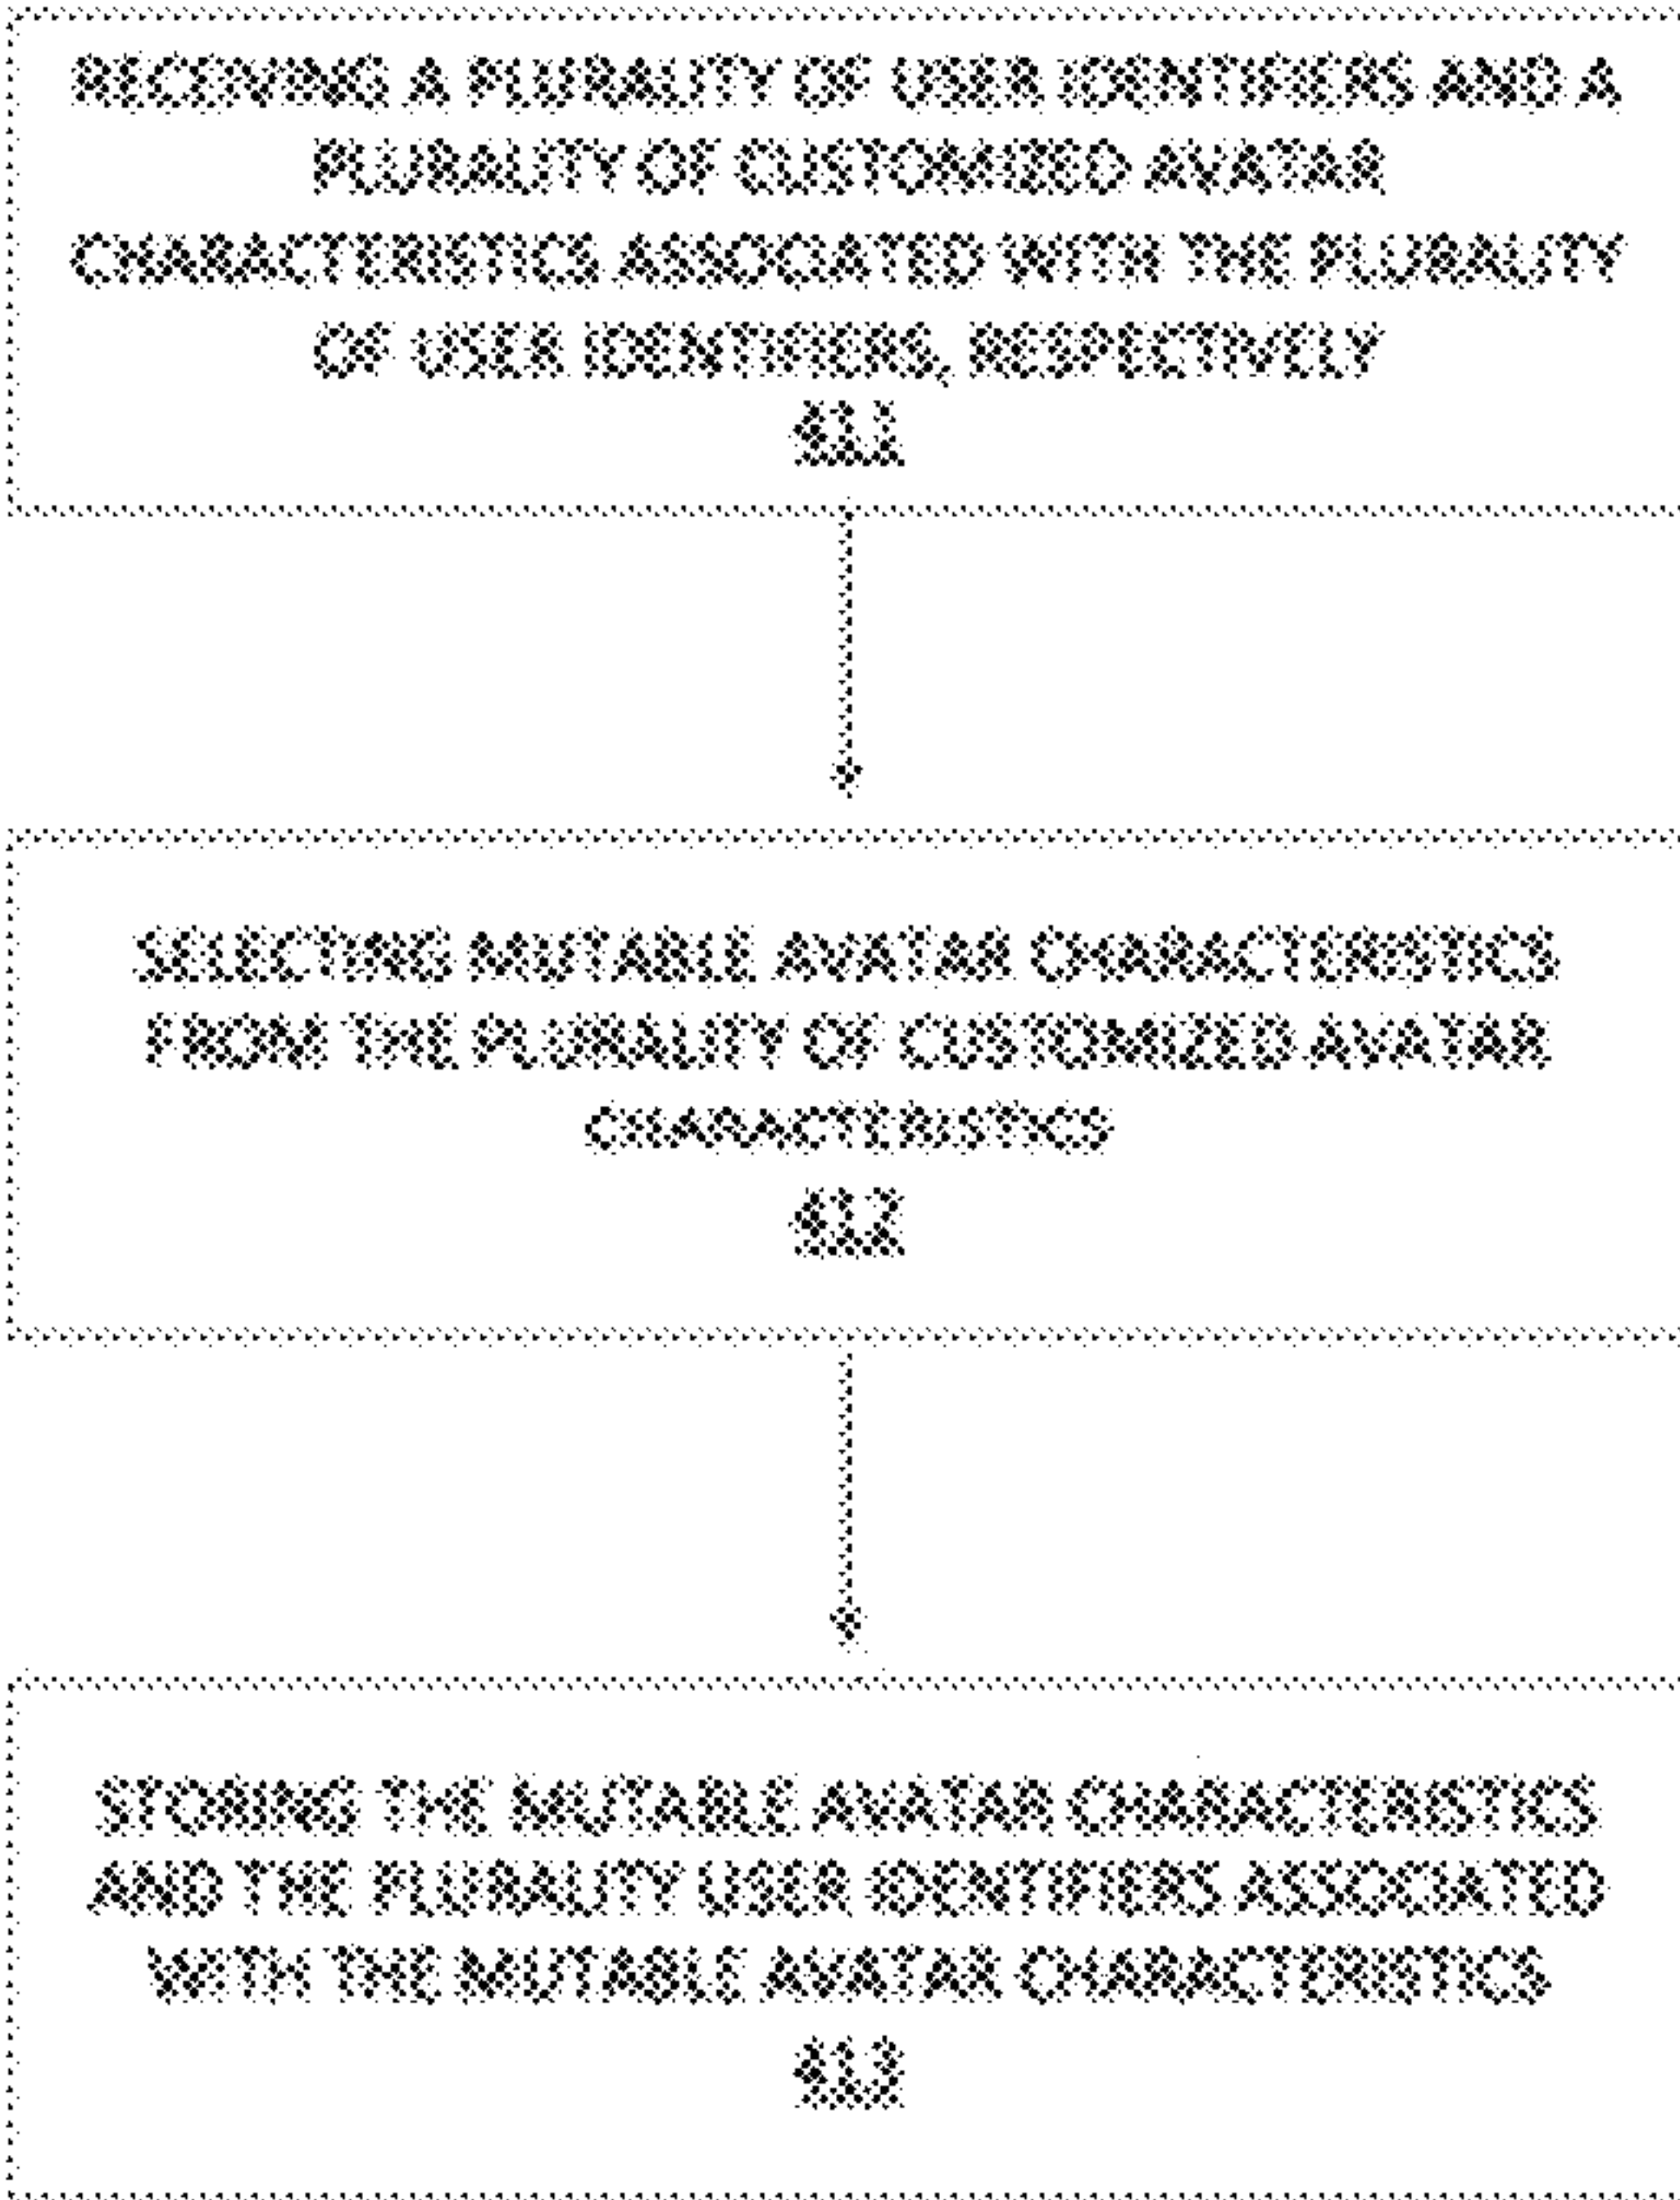 RECEIVING A PLURALITY OF USER IDENTIFIERS AND A
PLURALITY OF CUSTOMIZED AVATAR
CHARACTERISTICS ASSOCIATED WITH THE PLURALITY
OF USER IDENTIFIERS, RESPECTIVELY
411
SELECTING MUTABLE AVATAR CHARACTERISTICS
FROM THE PLURALITY OF CUSTOMIZED AVATAR
CHARACTERISTICS
412
STORING THE MUTABLE AVATAR CHARACTERISTICS
AND THE PLURALITY USER IDENTIFIERS ASSOCIATED
WITH THE MUTABLE AVATAR CHARACTERISTICS
413